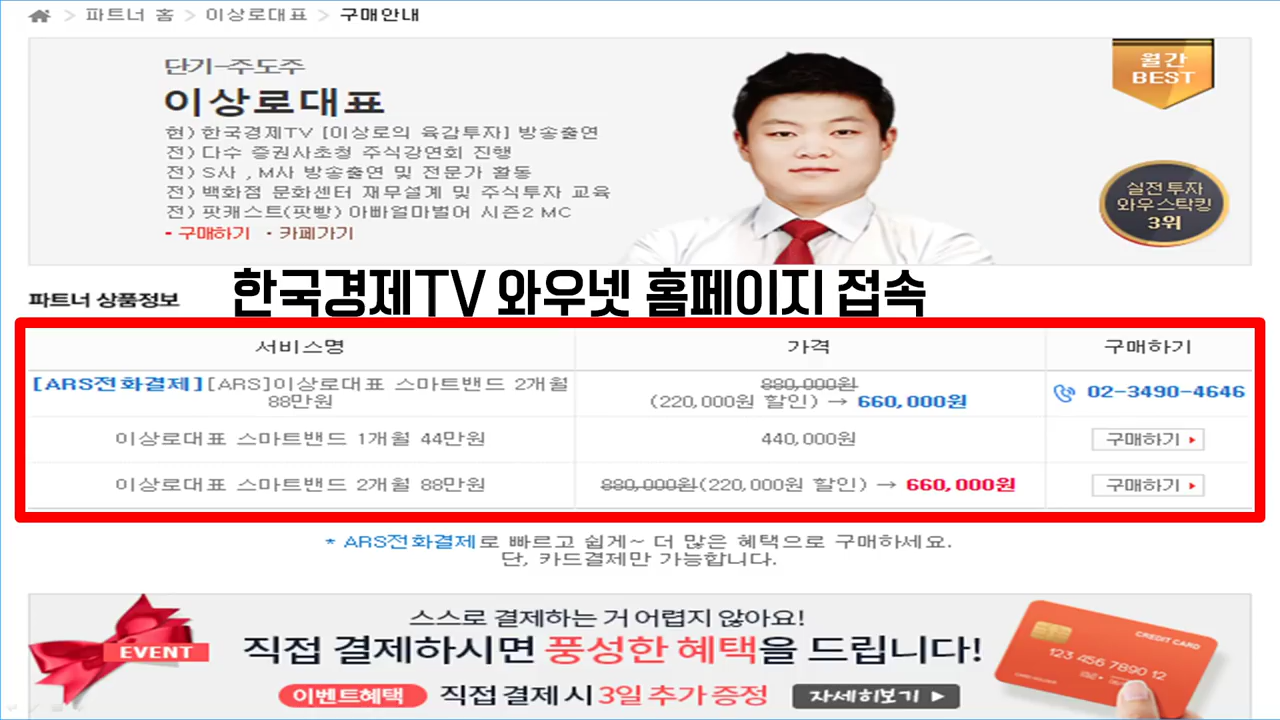 파트너 홈 > 이상로대표 > 구매안내
단기-주도주
이상로대표
현) 한국경제TV [이상로의 육감투자] 방송출연
전) 다수 증권사초청 주식강연회 진행
전) S사 , M사 방송출연 및 전문가 활동
전) 백화점 문화센터 재무설계 및 주식투자 교육
전) 팟캐스트(팟빵) 아빠얼마벌어 시즌2 MC
- 구매하기 · 카페가기
월간
BEST
실전투자
와우스탁킹
3위
파트너 상품정보
한국경제TV 와우넷 홈페이지 접속
서비스명 가격 구매하기
[ARS전화결제][ARS]이상로대표 스마트밴드 2개월
88만원
880,000원
(220,000원 할인) → 660,000원
02-3490-4646
이상로대표 스마트밴드 1개월 44만원 440,000원 구매하기
이상로대표 스마트밴드 2개월 88만원 880,000원(220,000원 할인) → 660,000원 구매하기
* ARS전화결제로 빠르고 쉽게~ 더 많은 혜택으로 구매하세요.
단, 카드결제만 가능합니다.
EVENT
스스로 결제하는 거 어렵지 않아요!
직접 결제하시면 풍성한 혜택을 드립니다!
이벤트혜택 직접 결제 시 3일 추가 증정 자세히보기 ▶
CREDIT CARD
123 456 7890 12